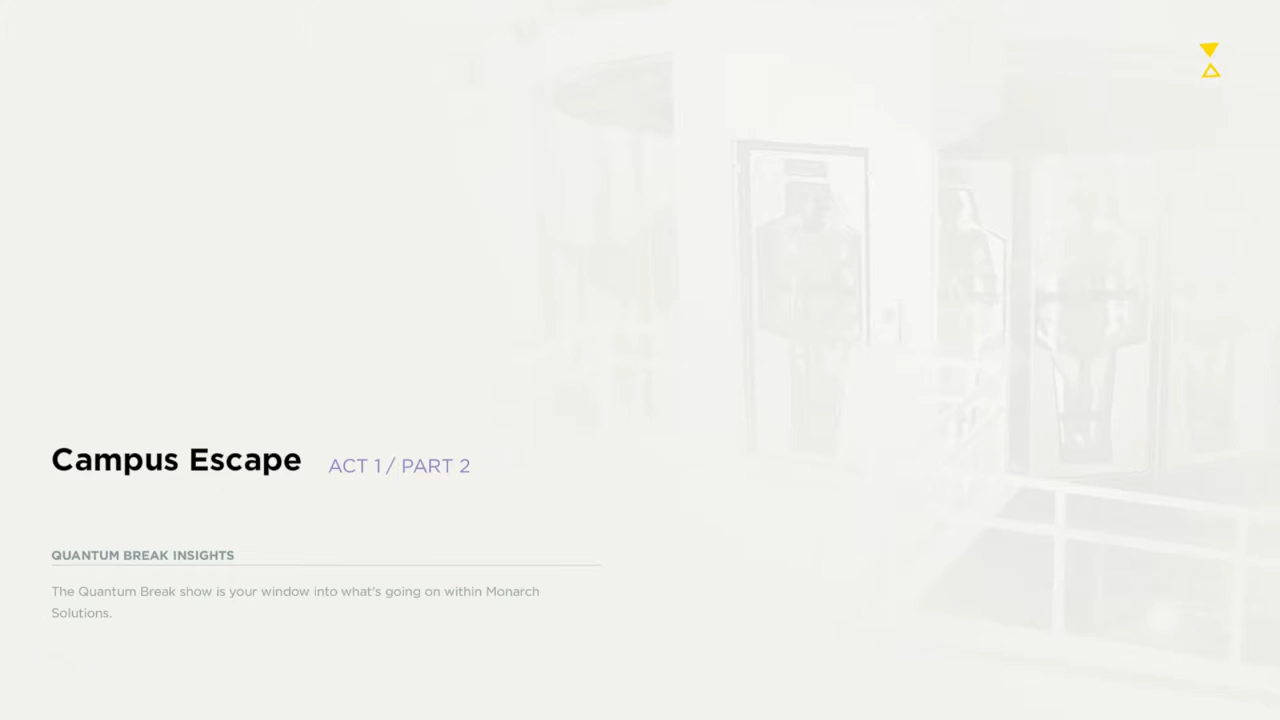 Campus Escape ACT 1 / PART 2
QUANTUM BREAK INSIGHTS
The Quantum Break show is your window into what's going on within Monarch
Solutions.